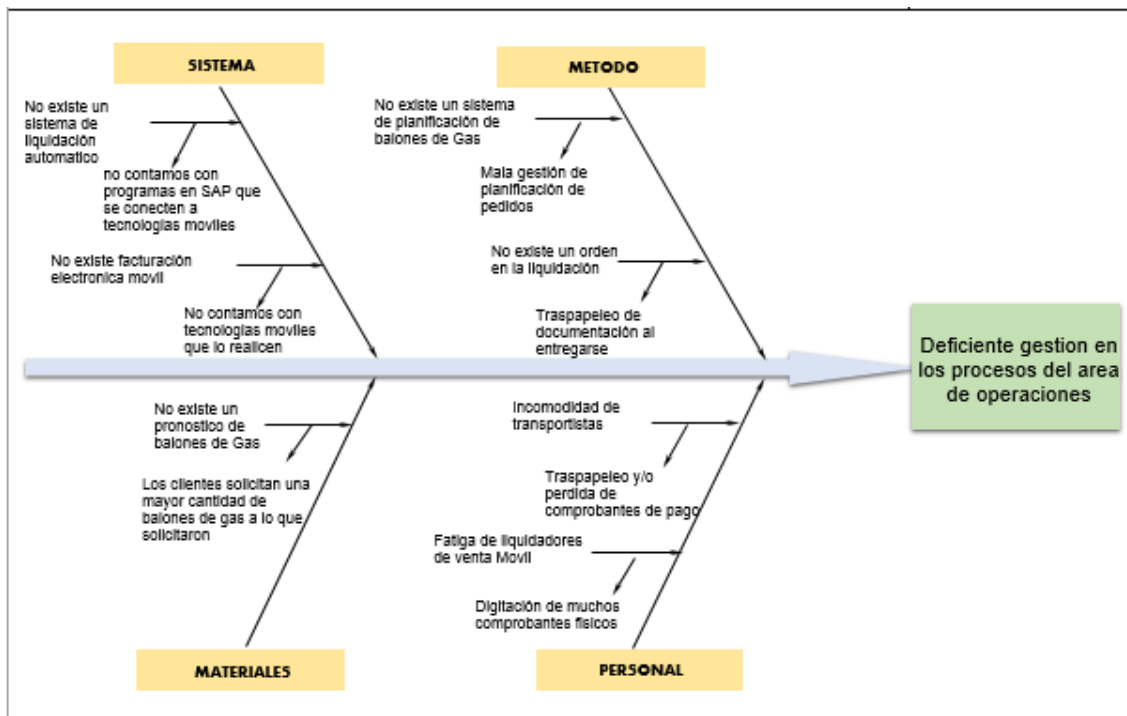 SISTEMA
No existe un
sistema de
liquidación
automatico
no contamos con
programas en SAP que
se conecten a
tecnologias moviles
No existe facturación
electronica movil
No contamos con
tecnologias moviles
que lo realicen
METODO
No existe un sistema
de planificación de
balones de Gas
Mala gestión de
planificación de
pedidos
No existe un orden
en la liquidación
Traspapeleo de
documentación al
entregarse
Deficiente gestion en
los procesos del area
de operaciones
No existe un
pronostico de
balones de Gas
Los clientes solicitan una
mayor cantidad de
balones de gas a lo que
solicitaron
MATERIALES
Incomodidad de
transportistas
Traspapeleo y/o
perdida de
comprobantes de pago
Fatiga de liquidadores
de venta Movil
Digitación de muchos
comprobantes fisicos
PERSONAL